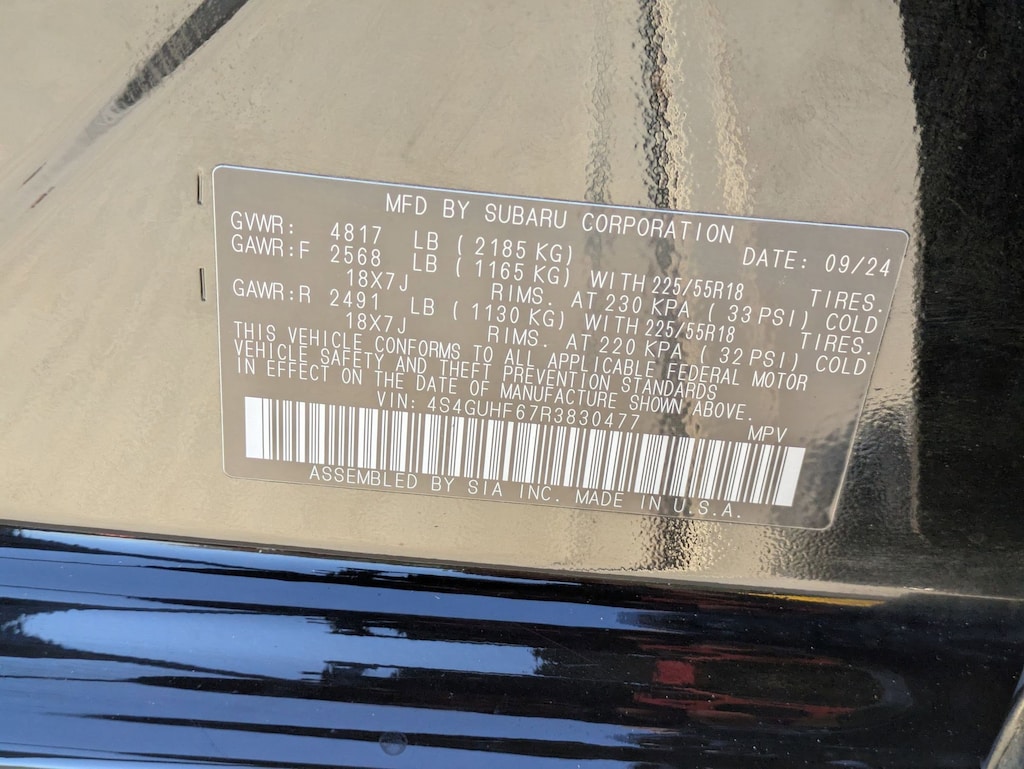 MFD BY SUBARU CORPORATION
GVWR: 4817 LB ( 2185 KG) DATE: 09/24
GAWR:F 2568 LB ( 1165 KG) WITH 225/55R18 TIRES.
18X7J RIMS. AT 230 KPA ( 33 PSI) COLD
GAWR:R 2491 LB ( 1130 KG) WITH 225/55R18 TIRES.
18X7J RIMS. AT 220 KPA ( 32 PSI) COLD
THIS VEHICLE CONFORMS TO ALL APPLICABLE FEDERAL MOTOR
VEHICLE SAFETY AND THEFT PREVENTION STANDARDS
IN EFFECT ON THE DATE OF MANUFACTURE SHOWN ABOVE.
VIN: 4S4GUHF67R3830477 MPV
ASSEMBLED BY SIA INC. MADE IN U.S.A.